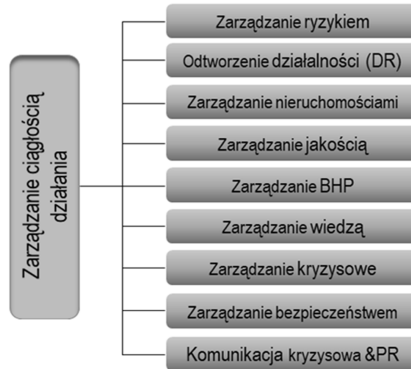 Zarządzanie ciągłością
działania
Zarządzanie ryzykiem
Odtworzenie działalności (DR)
Zarządzanie nieruchomościami
Zarządzanie jakością
Zarządzanie BHP
Zarządzanie wiedzą
Zarządzanie kryzysowe
Zarządzanie bezpieczeństwem
Komunikacja kryzysowa &PR